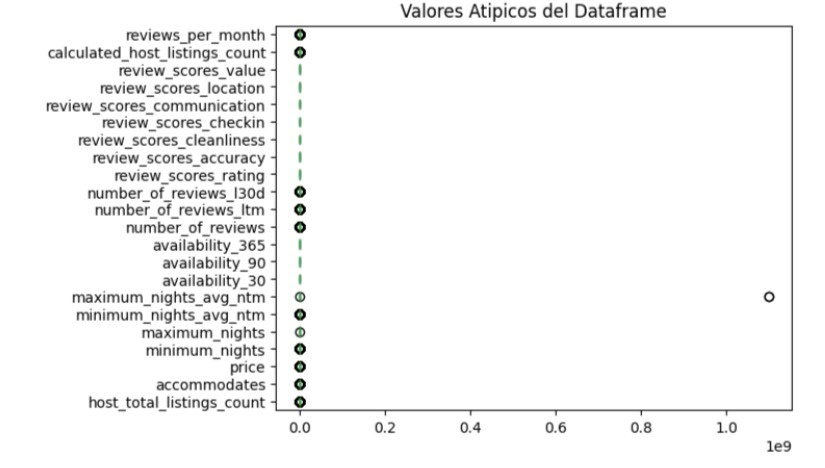 Valores Atipicos del Dataframe
reviews_per_month
calculated_host_listings_count
review_scores_value
review_scores_location
review_scores_communication
review_scores_checkin
review_scores_cleanliness
review_scores_accuracy
review_scores_rating
number_of_reviews_l30d
number_of_reviews_ltm
number_of_reviews
availability_365
availability_90
availability_30
maximum_nights_avg_ntm
minimum_nights_avg_ntm
maximum_nights
minimum_nights
price
accommodates
host_total_listings_count
0.0 0.2 0.4 0.6 0.8 1.0
1e9